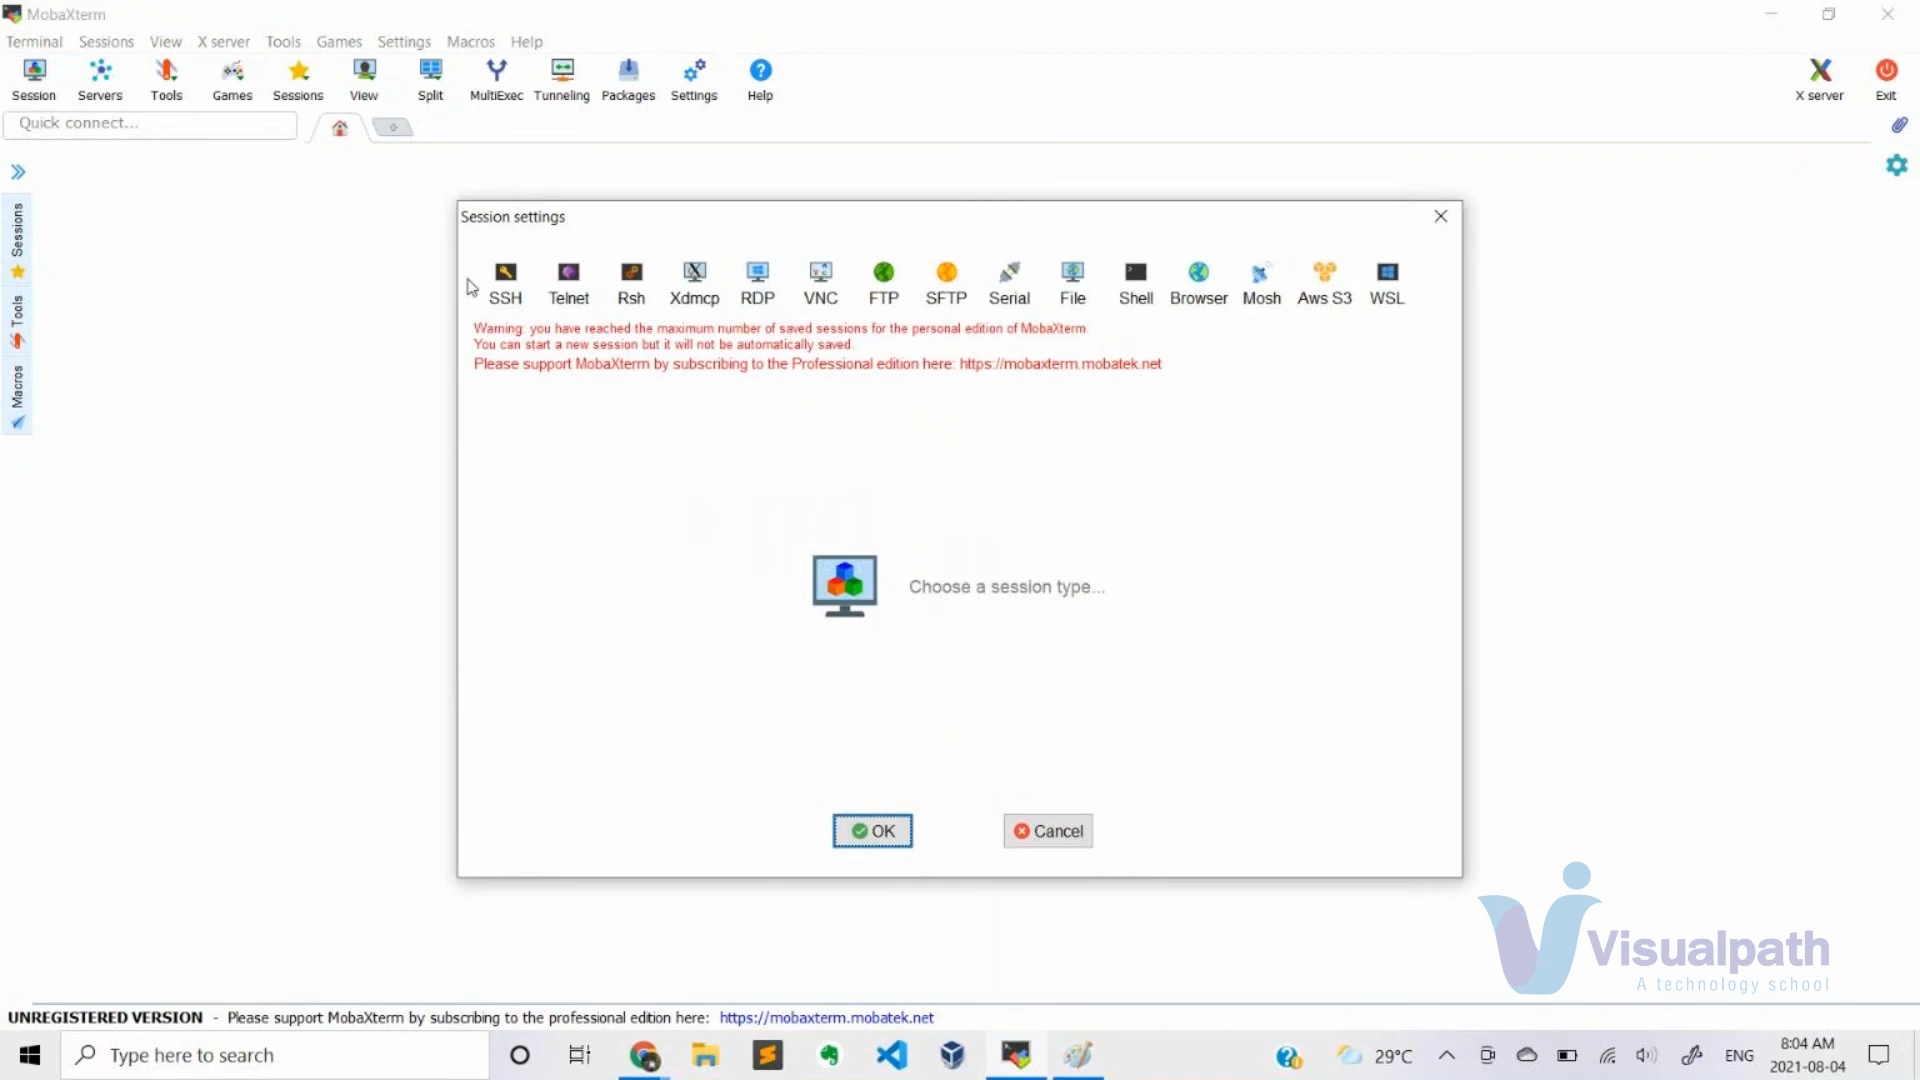 MobaXterm
Terminal Sessions View X server Tools Games Settings Macros Help
Session Servers Tools Games Sessions View Split MultiExec Tunneling Packages Settings Help X server Exit
Quick connect...
Sessions
Tools
Macros
Session settings
SSH Telnet Rsh Xdmcp RDP VNC FTP SFTP Serial File Shell Browser Mosh Aws S3 WSL
Warning: you have reached the maximum number of saved sessions for the personal edition of MobaXterm.
You can start a new session but it will not be automatically saved.
Please support MobaXterm by subscribing to the Professional edition here: https://mobaxterm.mobatek.net
Choose a session type...
OK Cancel
Visualpath
A technology school
UNREGISTERED VERSION - Please support MobaXterm by subscribing to the professional edition here: https://mobaxterm.mobatek.net
Type here to search
29°C
ENG
8:04 AM
2021-08-04